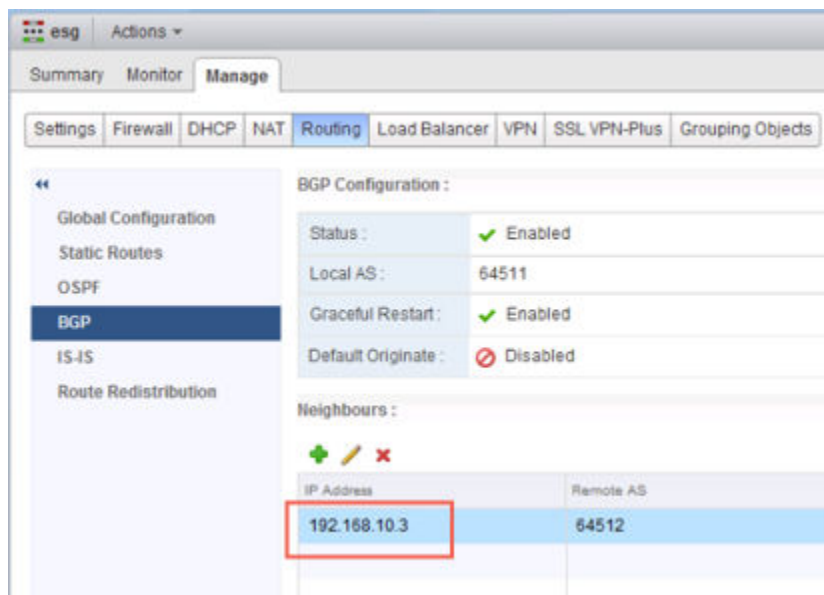 esg Actions
Summary Monitor Manage
Settings Firewall DHCP NAT Routing Load Balancer VPN SSL VPN-Plus Grouping Objects
Global Configuration
Static Routes
OSPF
BGP
IS-IS
Route Redistribution
BGP Configuration :
Status : Enabled
Local AS : 64511
Graceful Restart : Enabled
Default Originate : Disabled
Neighbours :
IP Address Remote AS
192.168.10.3 64512